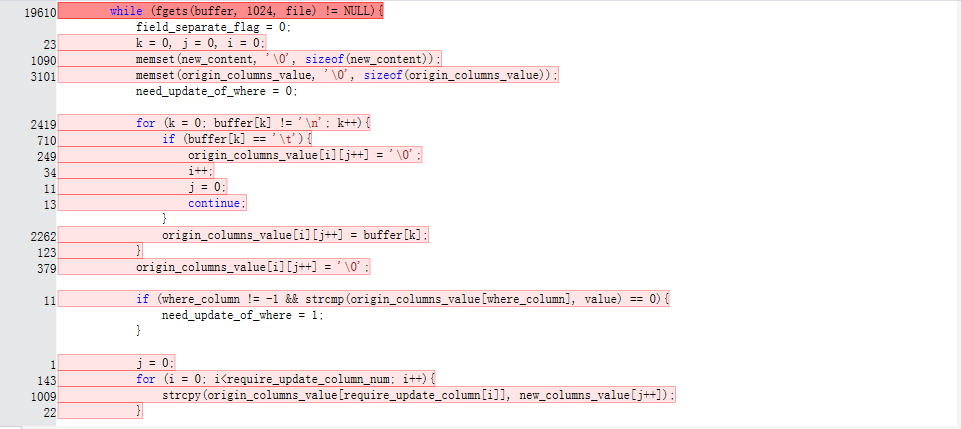 19610 while (fgets(buffer, 1024, file) != NULL){
field_separate_flag = 0;
23 k = 0, j = 0, i = 0;
1090 memset(new_content, '\0', sizeof(new_content));
3101 memset(origin_columns_value, '\0', sizeof(origin_columns_value));
need_update_of_where = 0;
2419 for (k = 0; buffer[k] != '\n'; k++){
710 if (buffer[k] == '\t'){
249 origin_columns_value[i][j++] = '\0';
34 i++;
11 j = 0;
13 continue;
}
2262 origin_columns_value[i][j++] = buffer[k];
123 }
379 origin_columns_value[i][j++] = '\0';
11 if (where_column != -1 && strcmp(origin_columns_value[where_column], value) == 0){
need_update_of_where = 1;
}
1 j = 0;
143 for (i = 0; i<require_update_column_num; i++){
1009 strcpy(origin_columns_value[require_update_column[i]], new_columns_value[j++]);
22 }